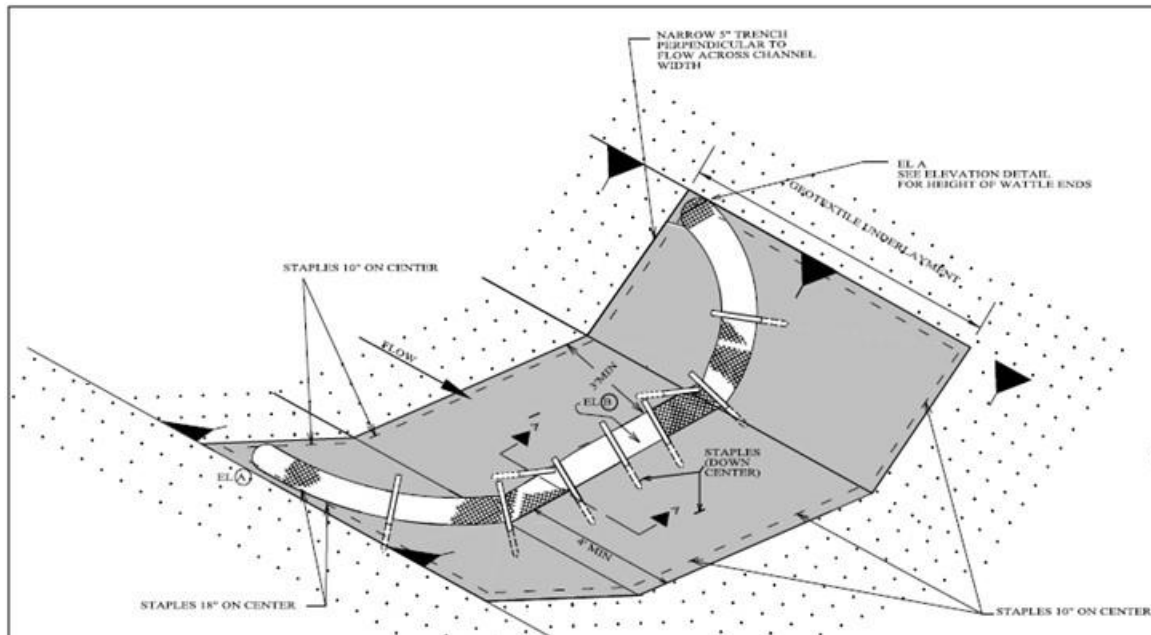 NARROW 5" TRENCH
PERPENDICULAR TO
FLOW ACROSS CHANNEL
WIDTH
EL A
SEE ELEVATION DETAIL
FOR HEIGHT OF WATTLE ENDS
GEOTEXTILE UNDERLAYMENT
STAPLES 10" ON CENTER
FLOW
3'MIN
EL B
STAPLES
(DOWN
CENTER)
EL A
4' MIN
STAPLES 18" ON CENTER
STAPLES 10" ON CENTER